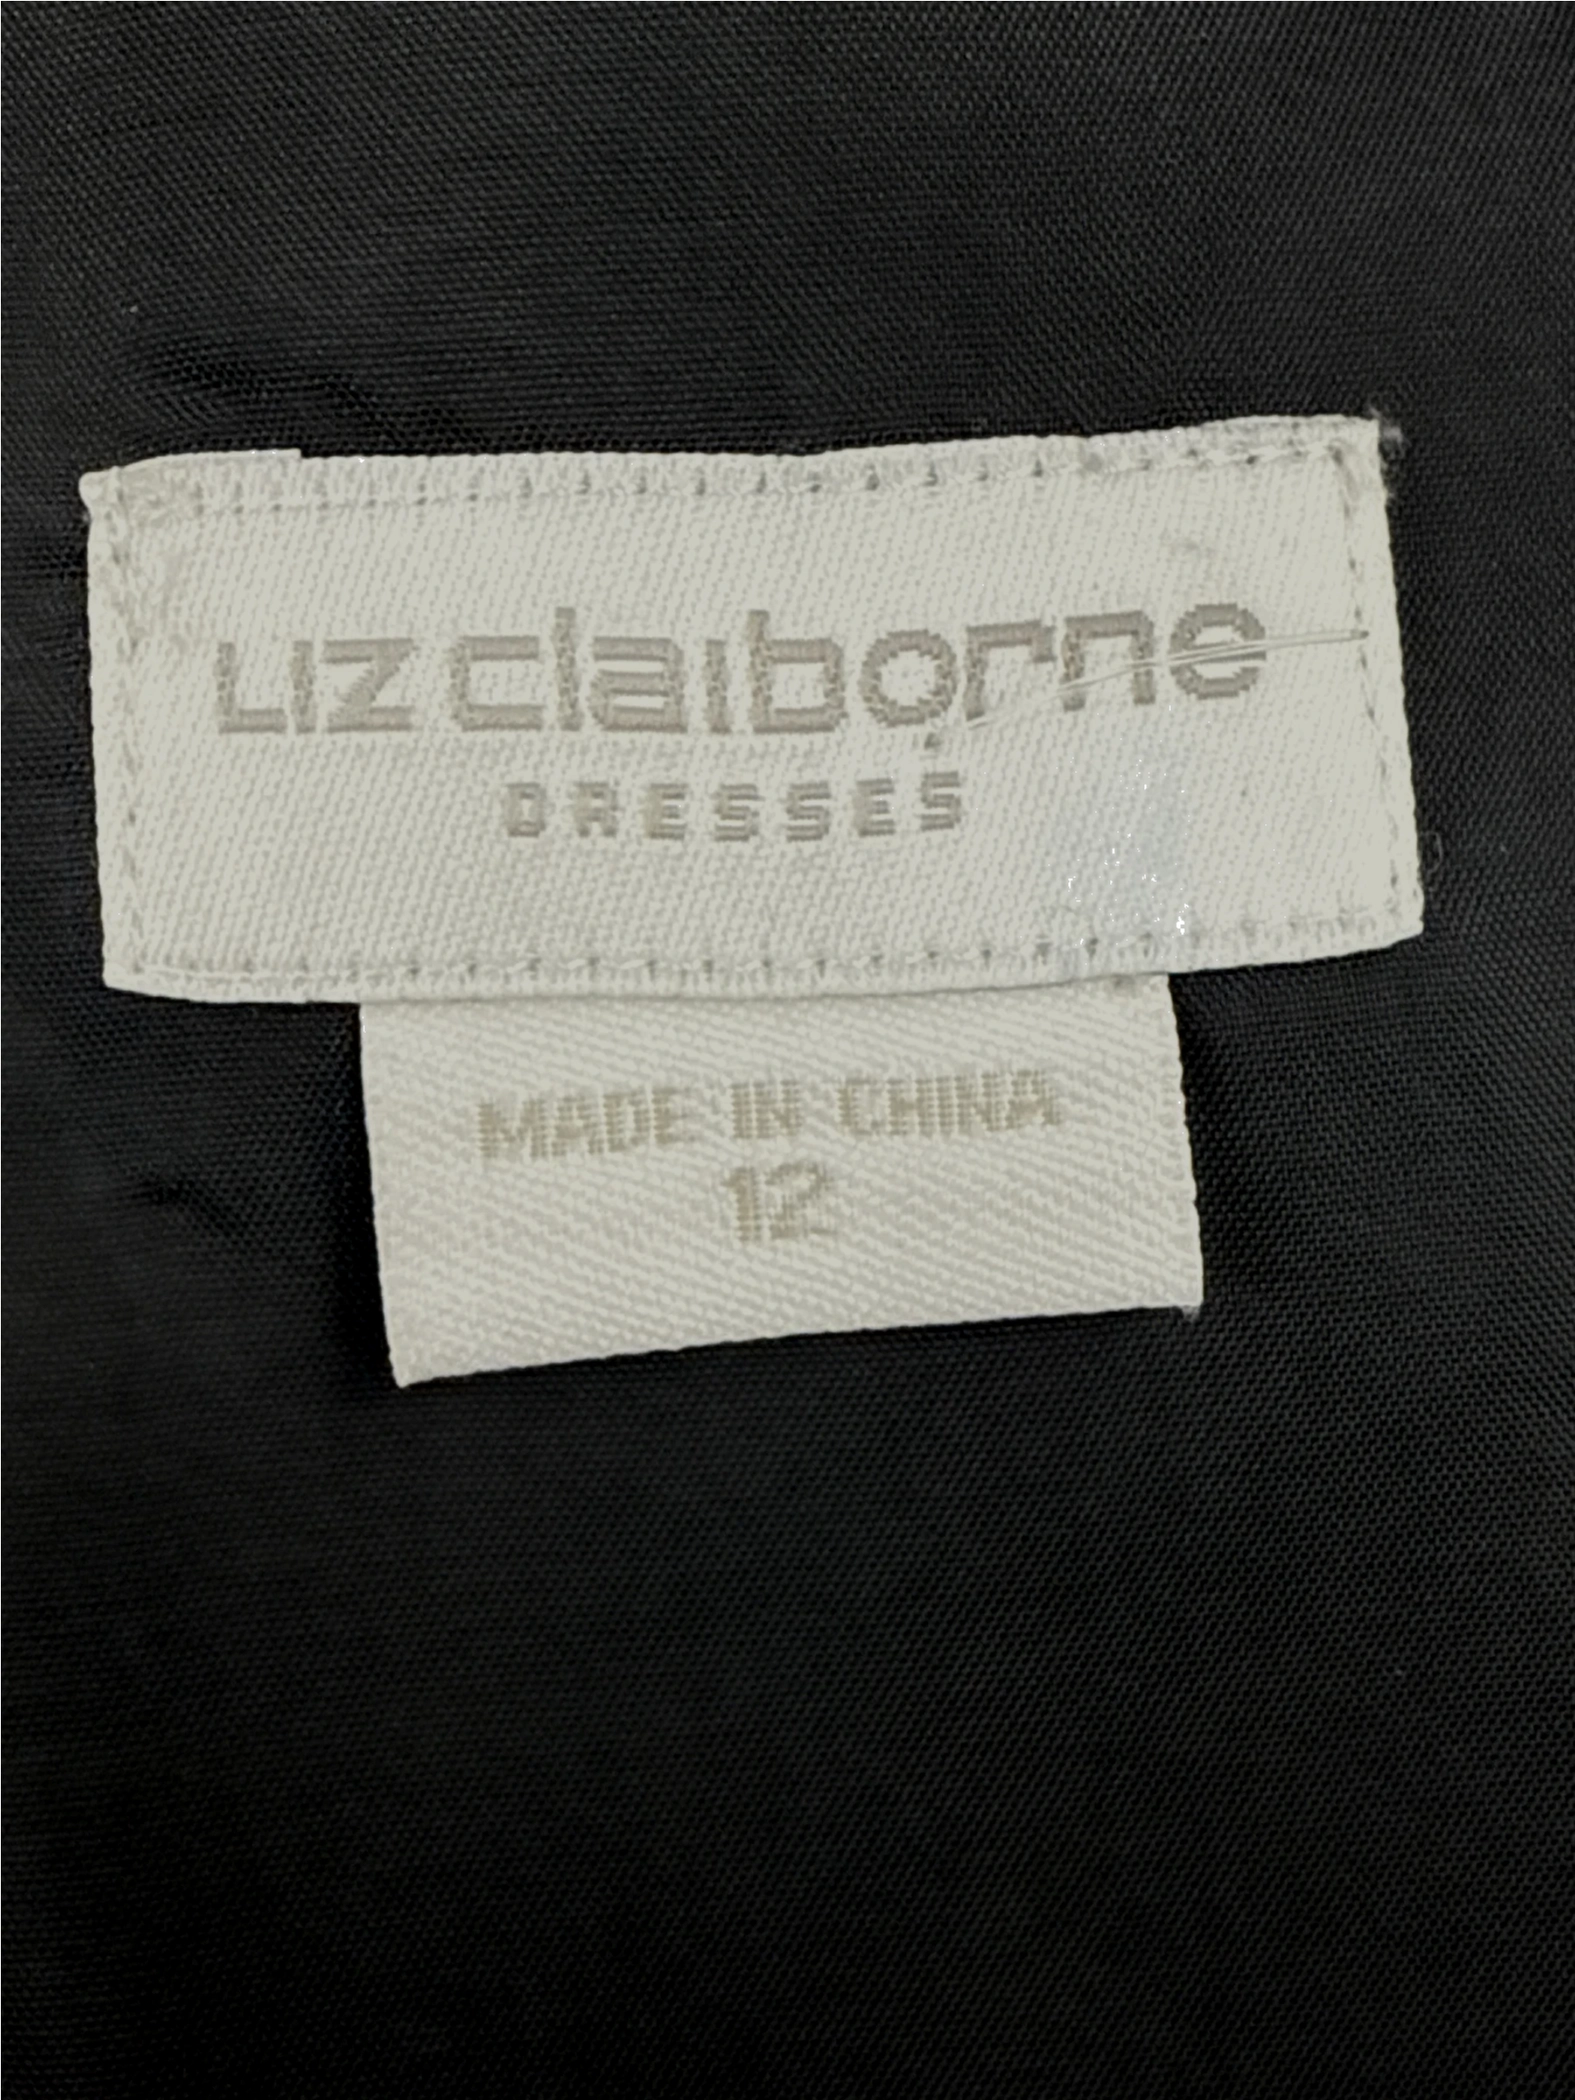 LIZ claiborne
DRESSES
MADE IN CHINA
12